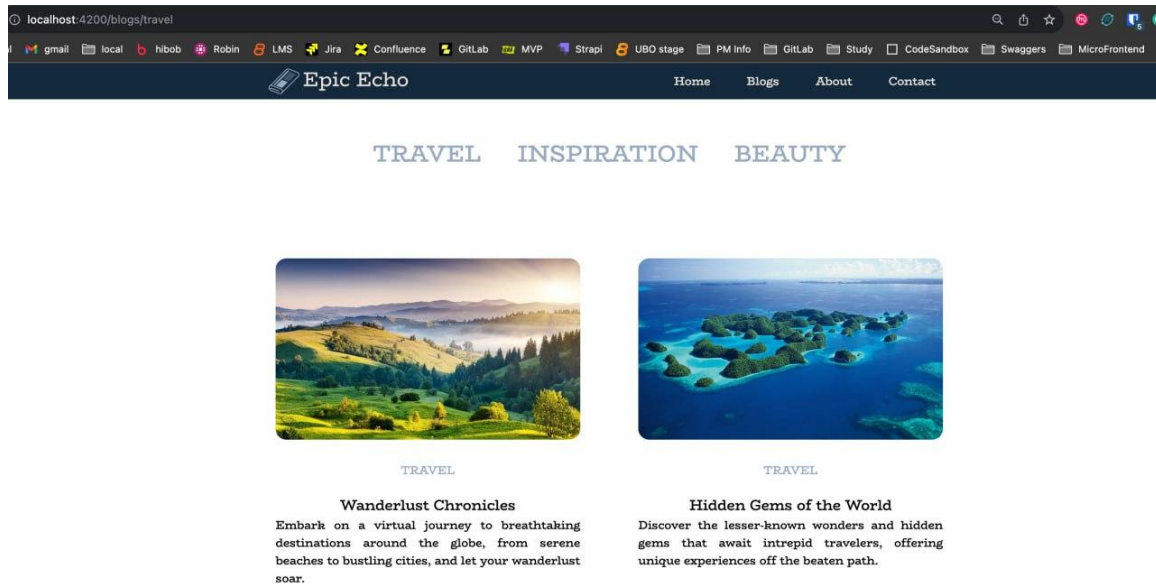 localhost:4200/blogs/travel
gmail local hibob Robin LMS Jira Confluence GitLab MVP Strapi UBO stage PM Info GitLab Study CodeSandbox Swaggers MicroFrontend
Epic Echo Home Blogs About Contact
TRAVEL INSPIRATION BEAUTY
TRAVEL
Wanderlust Chronicles
Embark on a virtual journey to breathtaking
destinations around the globe, from serene
beaches to bustling cities, and let your wanderlust
soar.
TRAVEL
Hidden Gems of the World
Discover the lesser-known wonders and hidden
gems that await intrepid travelers, offering
unique experiences off the beaten path.